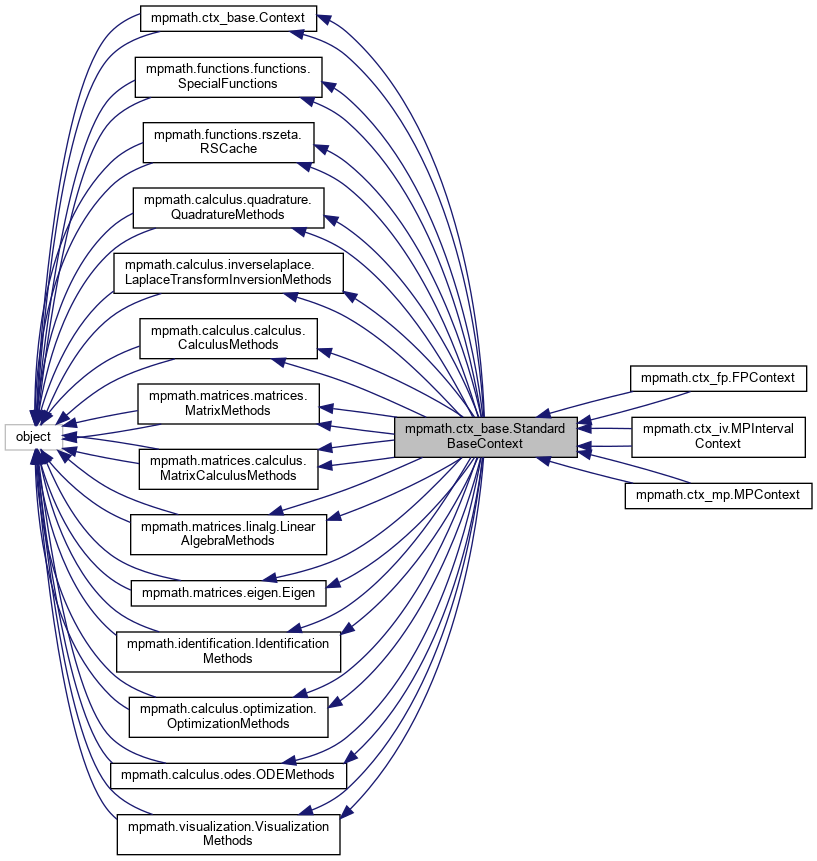 mpmath.ctx_base.Context
mpmath.functions.functions.
SpecialFunctions
mpmath.functions.rszeta.
RSCache
mpmath.calculus.quadrature.
QuadratureMethods
mpmath.calculus.inverselaplace.
LaplaceTransformInversionMethods
mpmath.calculus.calculus.
CalculusMethods
mpmath.matrices.matrices.
MatrixMethods
object
mpmath.matrices.calculus.
MatrixCalculusMethods
mpmath.matrices.linalg.Linear
AlgebraMethods
mpmath.matrices.eigen.Eigen
mpmath.identification.Identification
Methods
mpmath.calculus.optimization.
OptimizationMethods
mpmath.calculus.odes.ODEMethods
mpmath.visualization.Visualization
Methods
mpmath.ctx_base.Standard
BaseContext
mpmath.ctx_fp.FPContext
mpmath.ctx_iv.MPInterval
Context
mpmath.ctx_mp.MPContext